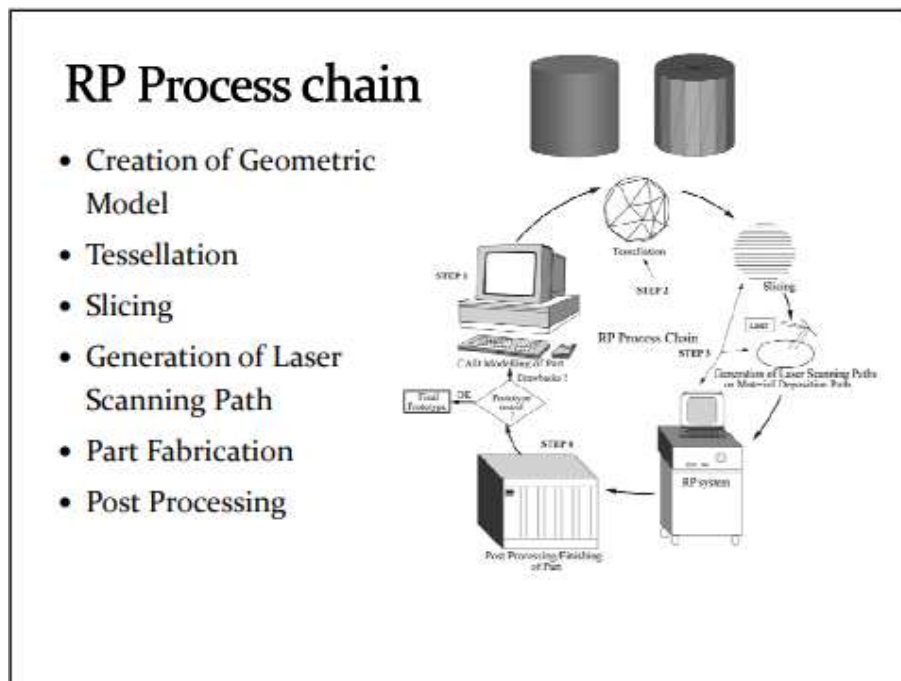 RP Process chain
• Creation of Geometric
Model
• Tessellation
• Slicing
• Generation of Laser
Scanning Path
• Part Fabrication
• Post Processing
Tessellation
STEP 1
STEP 2
Slicing
RP Process Chain
STEP 3
Generation of Laser Scanning Paths
or Material Deposition Path
CAD Modelling of Part
Drawbacks ?
OK
Prototype
Final
Prototype
STEP 4
RP system
Post Processing/Finishing
of Part